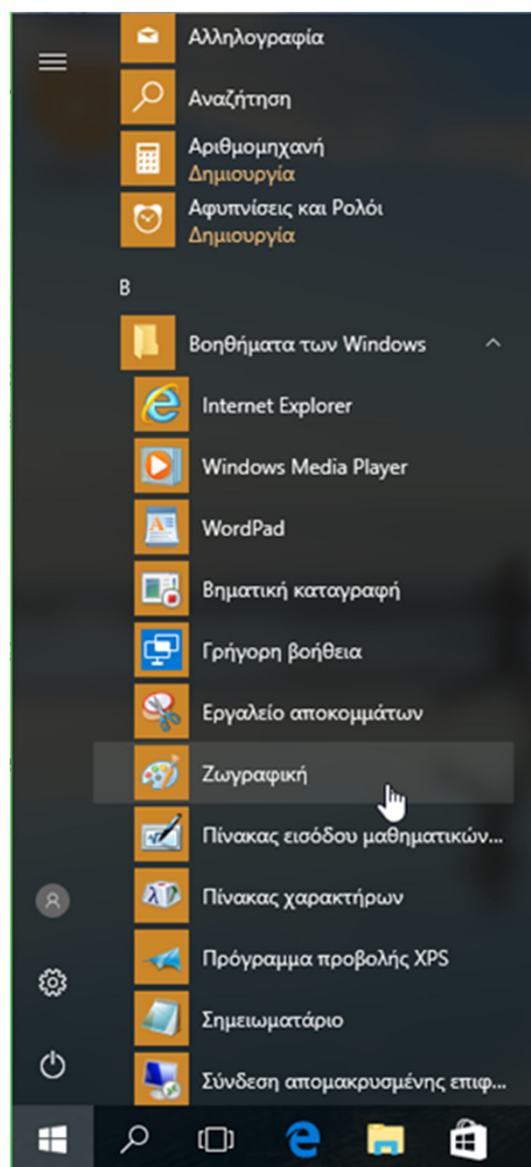 Αλληλογραφία
Αναζήτηση
Αριθμομηχανή
Δημιουργία
Αφυπνίσεις και Ρολόι
Δημιουργία
Β
Βοηθήματα των Windows
Internet Explorer
Windows Media Player
WordPad
Βηματική καταγραφή
Γρήγορη βοήθεια
Εργαλείο αποκομμάτων
Ζωγραφική
Πίνακας εισόδου μαθηματικών...
Πίνακας χαρακτήρων
Πρόγραμμα προβολής XPS
Σημειωματάριο
Σύνδεση απομακρυσμένης επιφ...